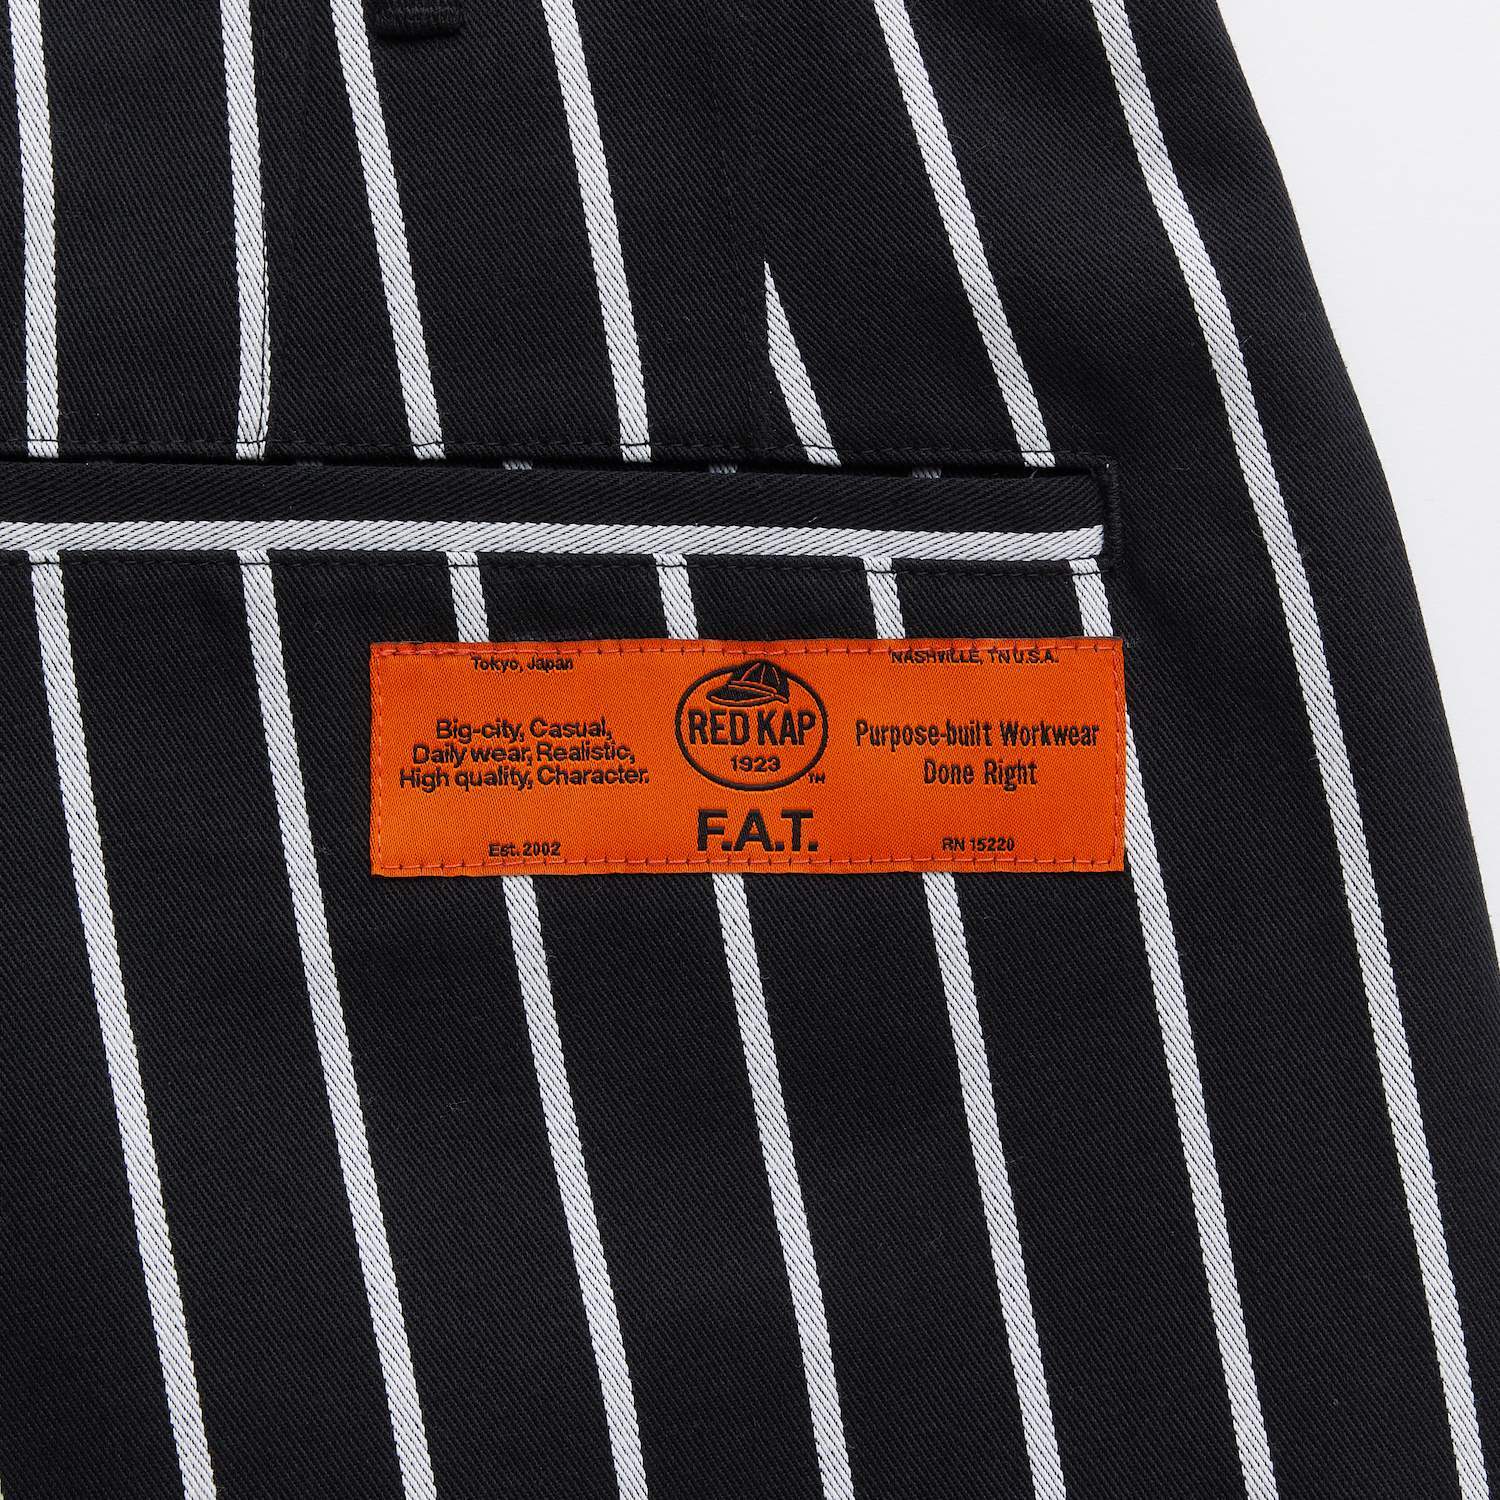 Tokyo, Japan
Big-city, Casual,
Daily wear, Realistic,
High quality, Character.
Est. 2002
RED KAP
1923
TM
F.A.T.
NASHVILLE, TN U.S.A.
Purpose-built Workwear
Done Right
RN 15220